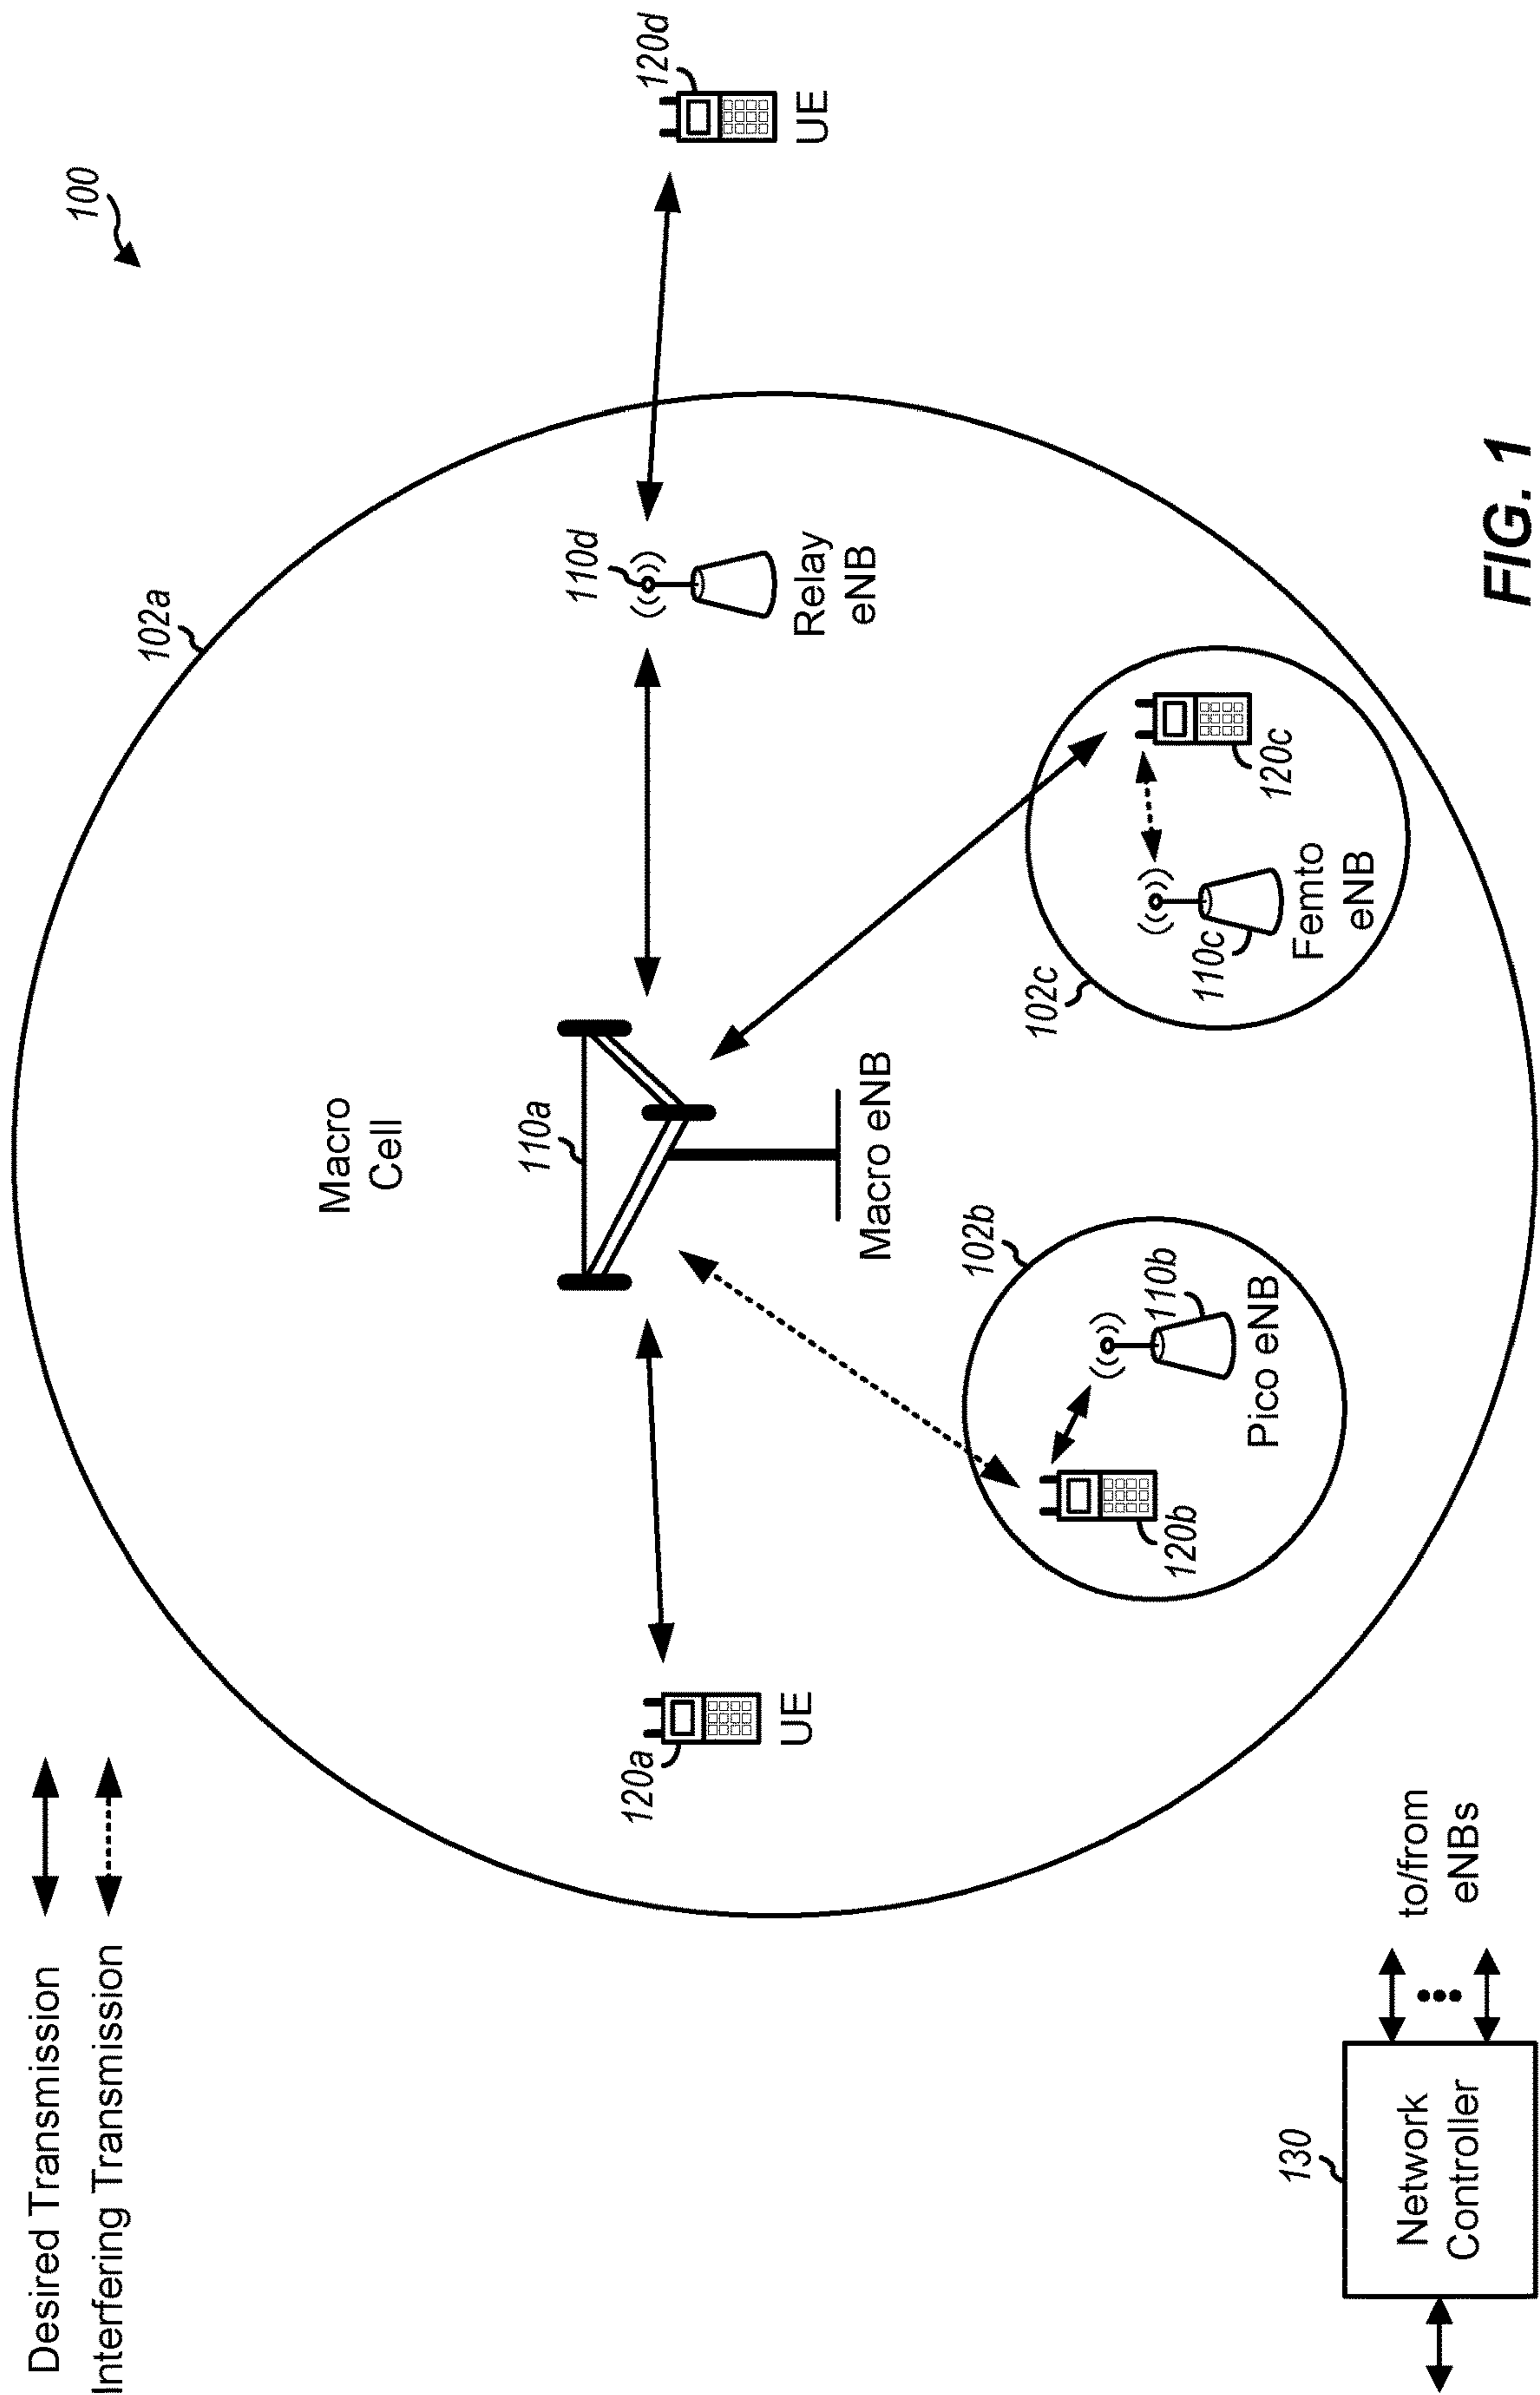 Desired Transmission
Interfering Transmission
100
102a
Macro
Cell
110a
110d
120a
120d
UE
Macro eNB
Relay
eNB
UE
102b
102c
110b
120b
Pico eNB
110c
120c
Femto
eNB
130
Network
Controller
to/from
eNBs
FIG. 1